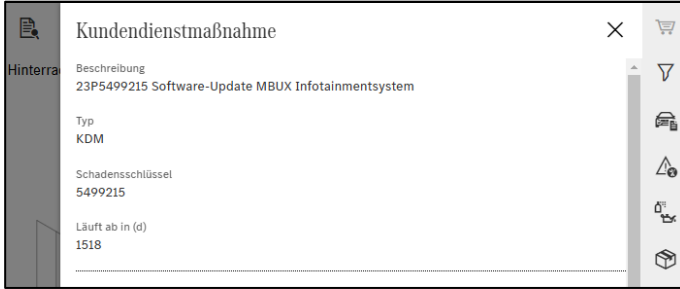 Kundendienstmaßnahme
Hinterra
Beschreibung
23P5499215 Software-Update MBUX Infotainmentsystem
Typ
KDM
Schadensschlüssel
5499215
Läuft ab in (d)
1518